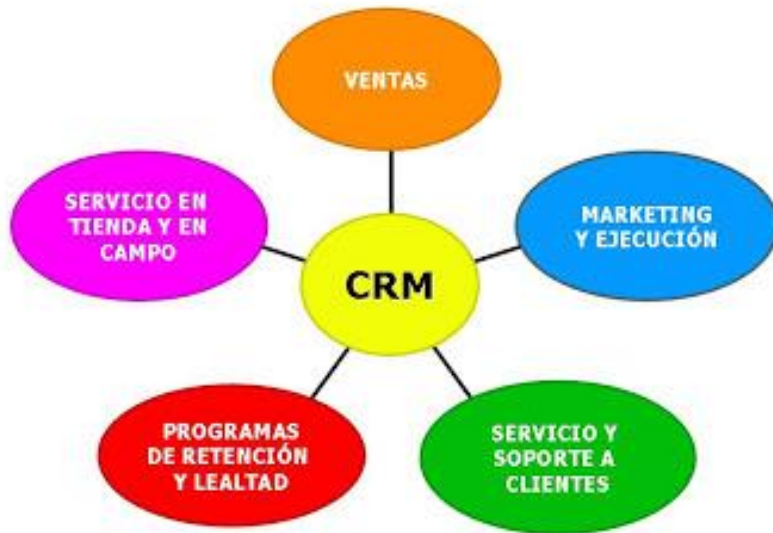 VENTAS
SERVICIO EN
TIENDA Y EN
CAMPO
MARKETING
Y EJECUCIÓN
CRM
PROGRAMAS
DE RETENCIÓN
Y LEALTAD
SERVICIO Y
SOPORTE A
CLIENTES